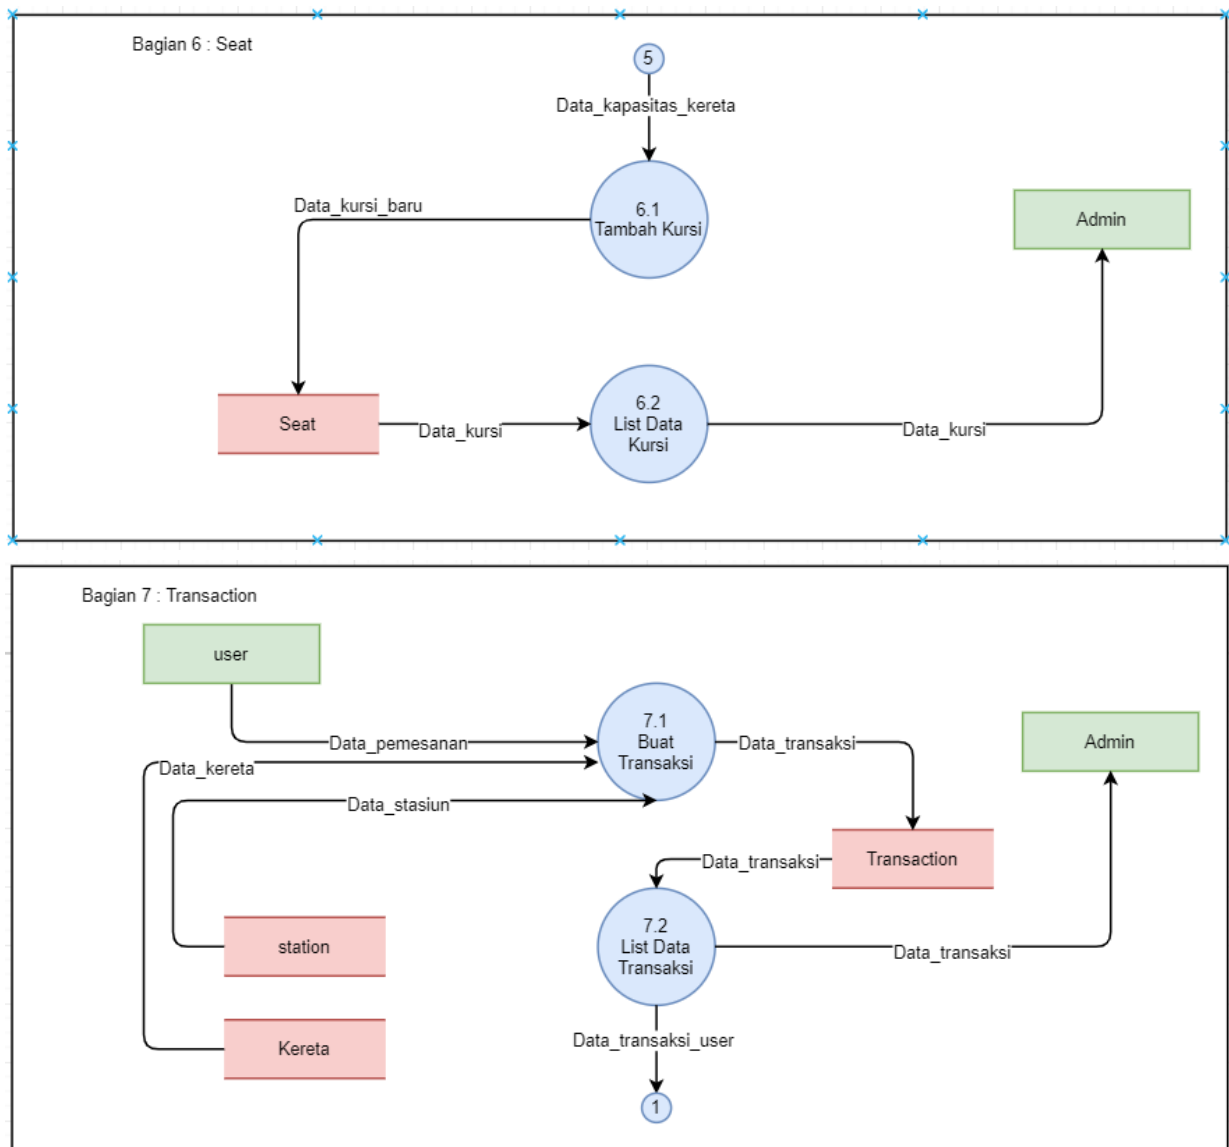 Bagian 6 : Seat
5
Data_kapasitas_kereta
6.1
Tambah Kursi
Data_kursi_baru
Admin
Seat
Data_kursi
6.2
List Data
Kursi
Data_kursi
Bagian 7 : Transaction
user
7.1
Buat
Transaksi
Data_pemesanan
Data_transaksi
Admin
Data_kereta
Data_stasiun
Transaction
Data_transaksi
station
7.2
List Data
Transaksi
Data_transaksi
Kereta
Data_transaksi_user
1